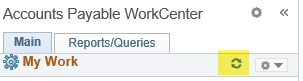 Accounts Payable WorkCenter
Main Reports/Queries
My Work